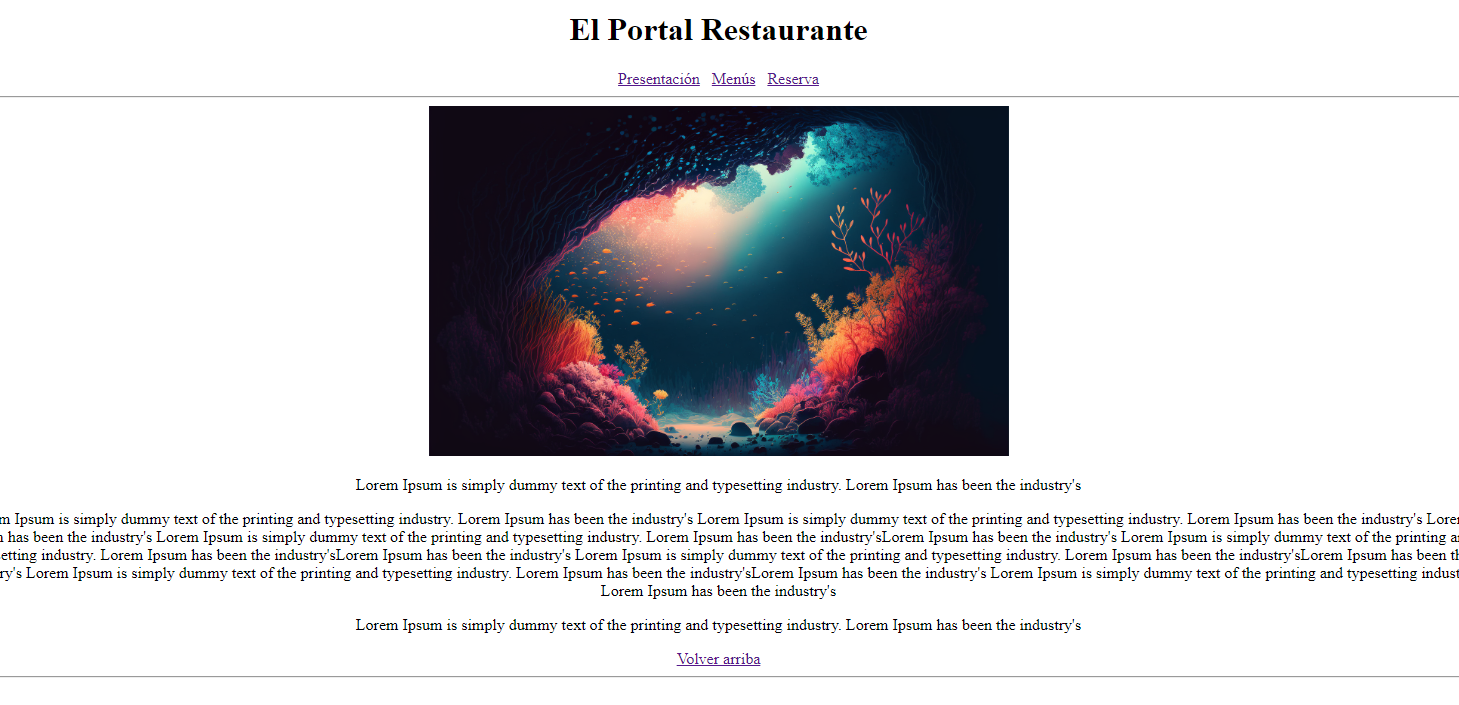 El Portal Restaurante
Presentación Menús Reserva
Lorem Ipsum is simply dummy text of the printing and typesetting industry. Lorem Ipsum has been the industry's
m Ipsum is simply dummy text of the printing and typesetting industry. Lorem Ipsum has been the industry's Lorem Ipsum is simply dummy text of the printing and typesetting industry. Lorem Ipsum has been the industry's Lorem
has been the industry's Lorem Ipsum is simply dummy text of the printing and typesetting industry. Lorem Ipsum has been the industry'sLorem Ipsum has been the industry's Lorem Ipsum is simply dummy text of the printing a
etting industry. Lorem Ipsum has been the industry'sLorem Ipsum has been the industry's Lorem Ipsum is simply dummy text of the printing and typesetting industry. Lorem Ipsum has been the industry'sLorem Ipsum has been th
ry's Lorem Ipsum is simply dummy text of the printing and typesetting industry. Lorem Ipsum has been the industry'sLorem Ipsum has been the industry's Lorem Ipsum is simply dummy text of the printing and typesetting indust
Lorem Ipsum has been the industry's
Lorem Ipsum is simply dummy text of the printing and typesetting industry. Lorem Ipsum has been the industry's
Volver arriba